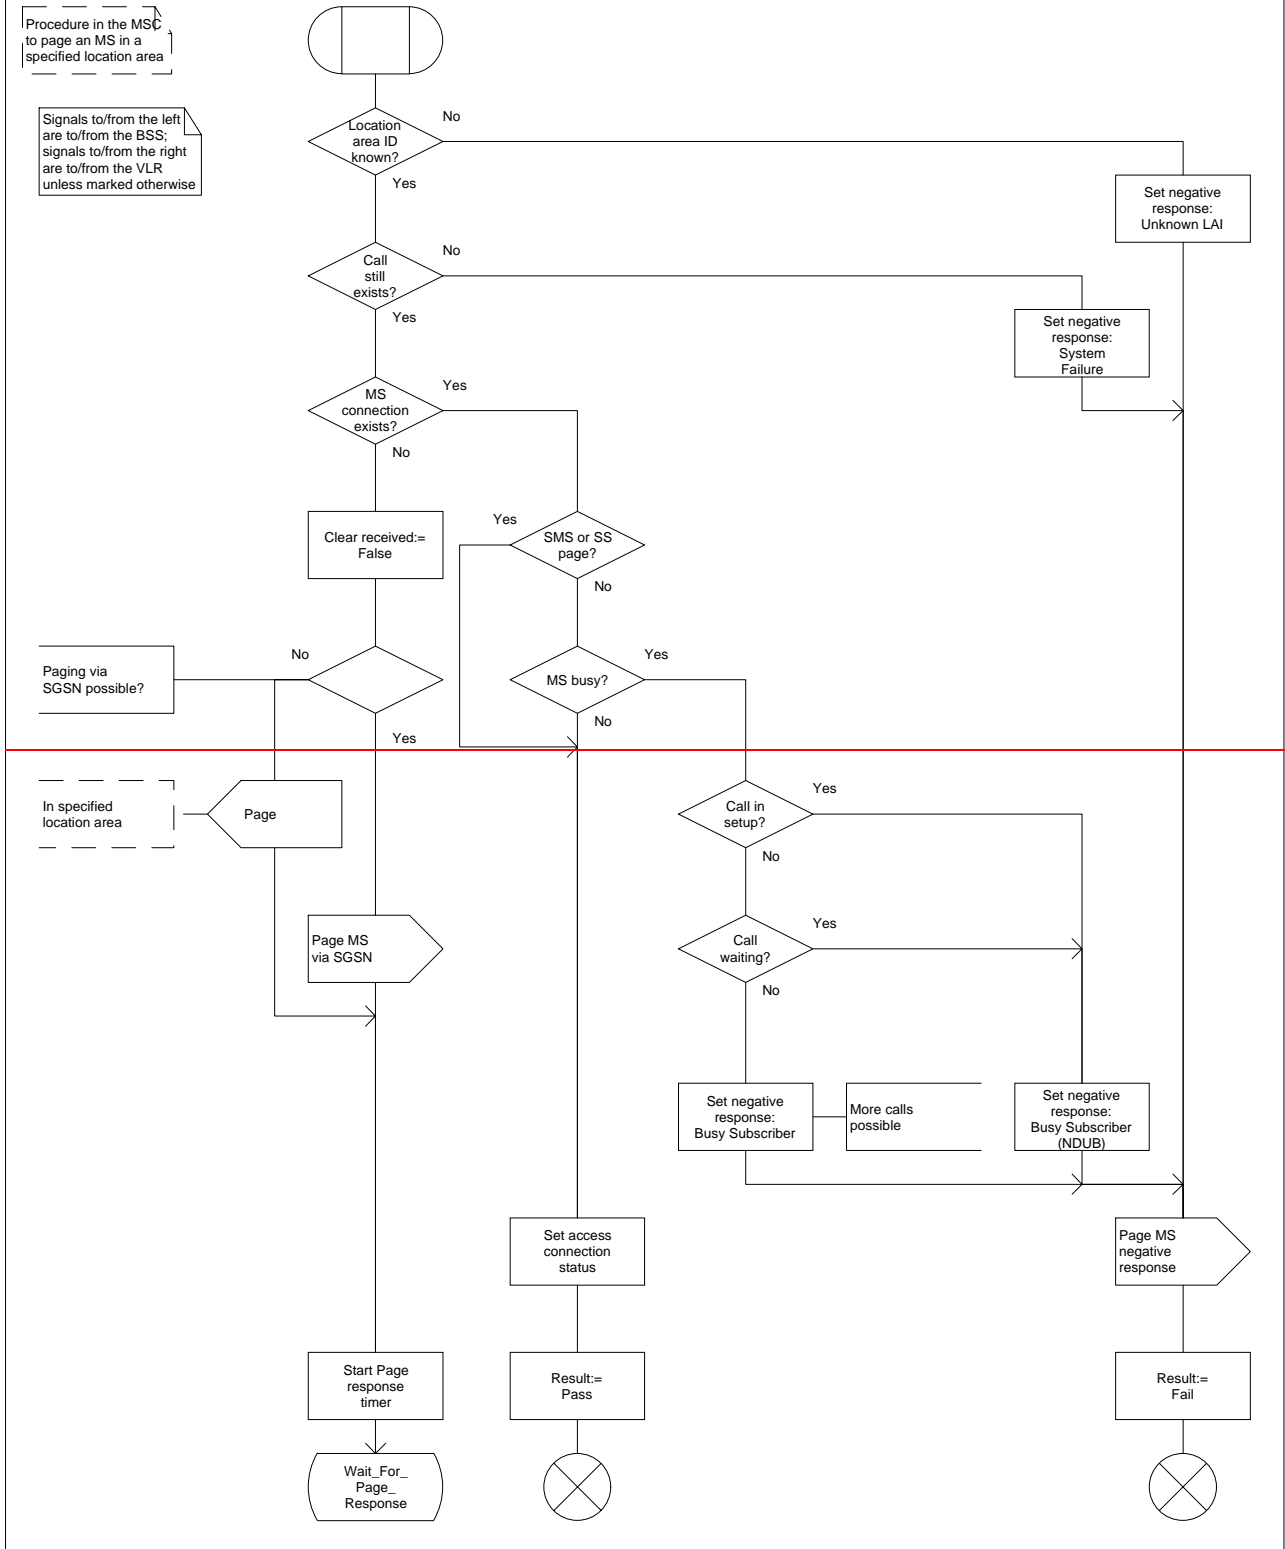 Procedure in the MSC
to page an MS in a
specified location area
Signals to/from the left
are to/from the BSS;
signals to/from the right
are to/from the VLR
unless marked otherwise
Location
area ID
known?
No
Yes
Set negative
response:
Unknown LAI
Call
still
exists?
No
Yes
Set negative
response:
System
Failure
MS
connection
exists?
Yes
No
Clear received:=
False
Yes
SMS or SS
page?
No
Paging via
SGSN possible?
No
Yes
MS busy?
Yes
No
In specified
location area
Page
Call in
setup?
Yes
No
Page MS
via SGSN
Call
waiting?
Yes
No
Set negative
response:
Busy Subscriber
More calls
possible
Set negative
response:
Busy Subscriber
(NDUB)
Set access
connection
status
Page MS
negative
response
Start Page
response
timer
Result:=
Pass
Result:=
Fail
Wait_For_
Page_
Response